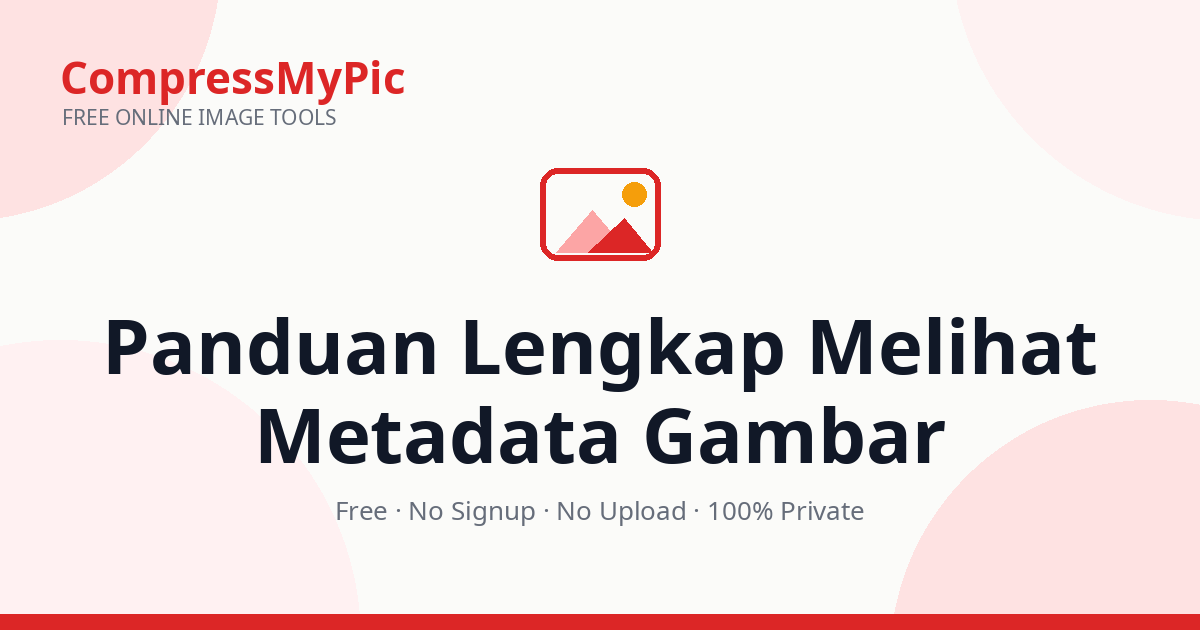 CompressMyPic
FREE ONLINE IMAGE TOOLS
Panduan Lengkap Melihat
Metadata Gambar
Free · No Signup · No Upload · 100% Private